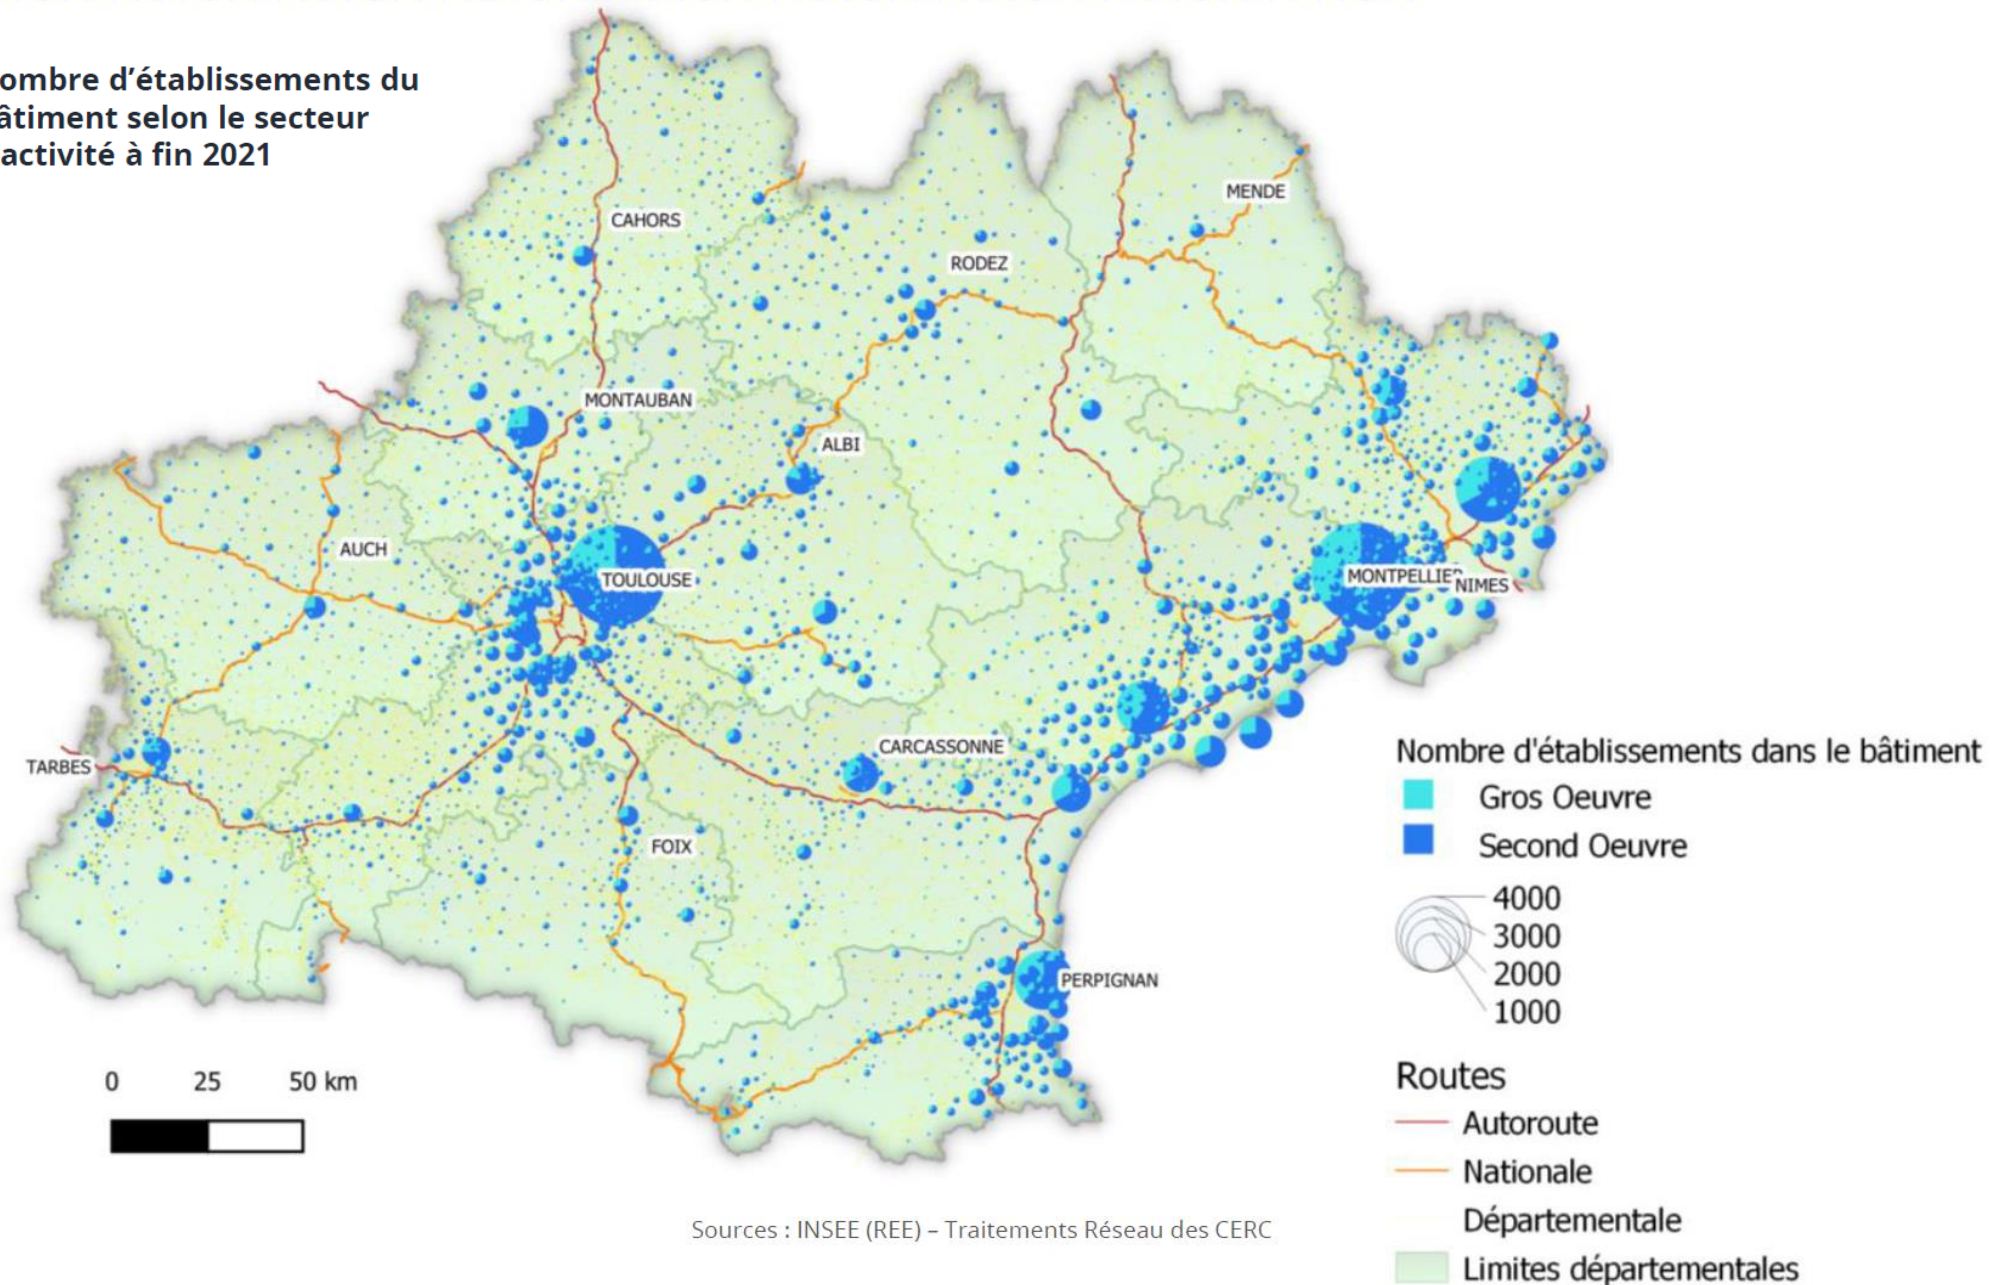 ombre d'établissements du
âtiment selon le secteur
activité à fin 2021
CAHORS
MENDE
RODEZ
MONTAUBAN
ALBI
AUCH
TOULOUSE
MONTPELLIER
NIMES
TARBES
CARCASSONNE
FOIX
PERPIGNAN
Nombre d'établissements dans le bâtiment
Gros Oeuvre
Second Oeuvre
4000
3000
2000
1000
0 25 50 km
Routes
Autoroute
Nationale
Départementale
Limites départementales
Sources : INSEE (REE) – Traitements Réseau des CERC